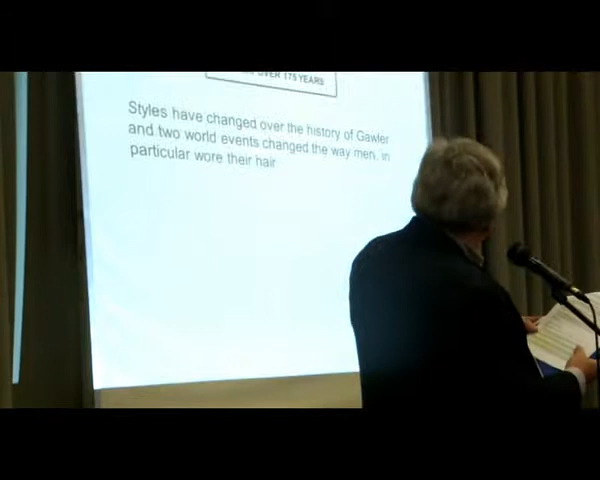 OVER 175 YEARS
Styles have changed over the history of Gawler
and two world events changed the way men, in
particular wore their hair